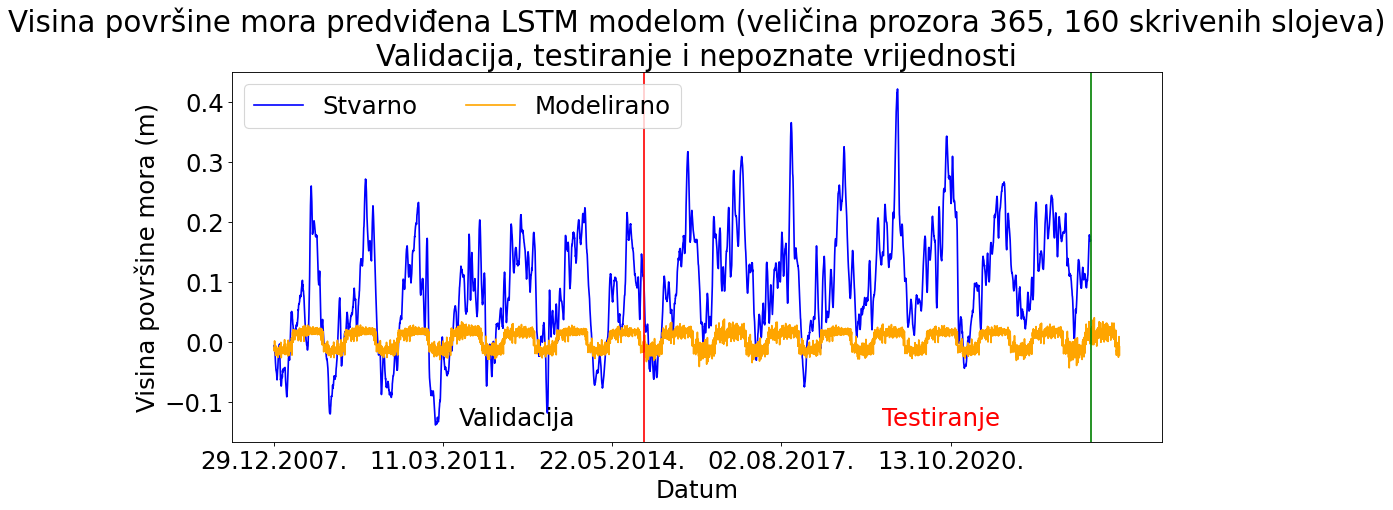 Visina površine mora predviđena LSTM modelom (veličina prozora 365, 160 skrivenih slojeva)
Validacija, testiranje i nepoznate vrijednosti
Stvarno
Modelirano
Visina površine mora (m)
0.4
0.3
0.2
0.1
0.0
−0.1
Validacija
Testiranje
29.12.2007.
11.03.2011.
22.05.2014.
02.08.2017.
13.10.2020.
Datum